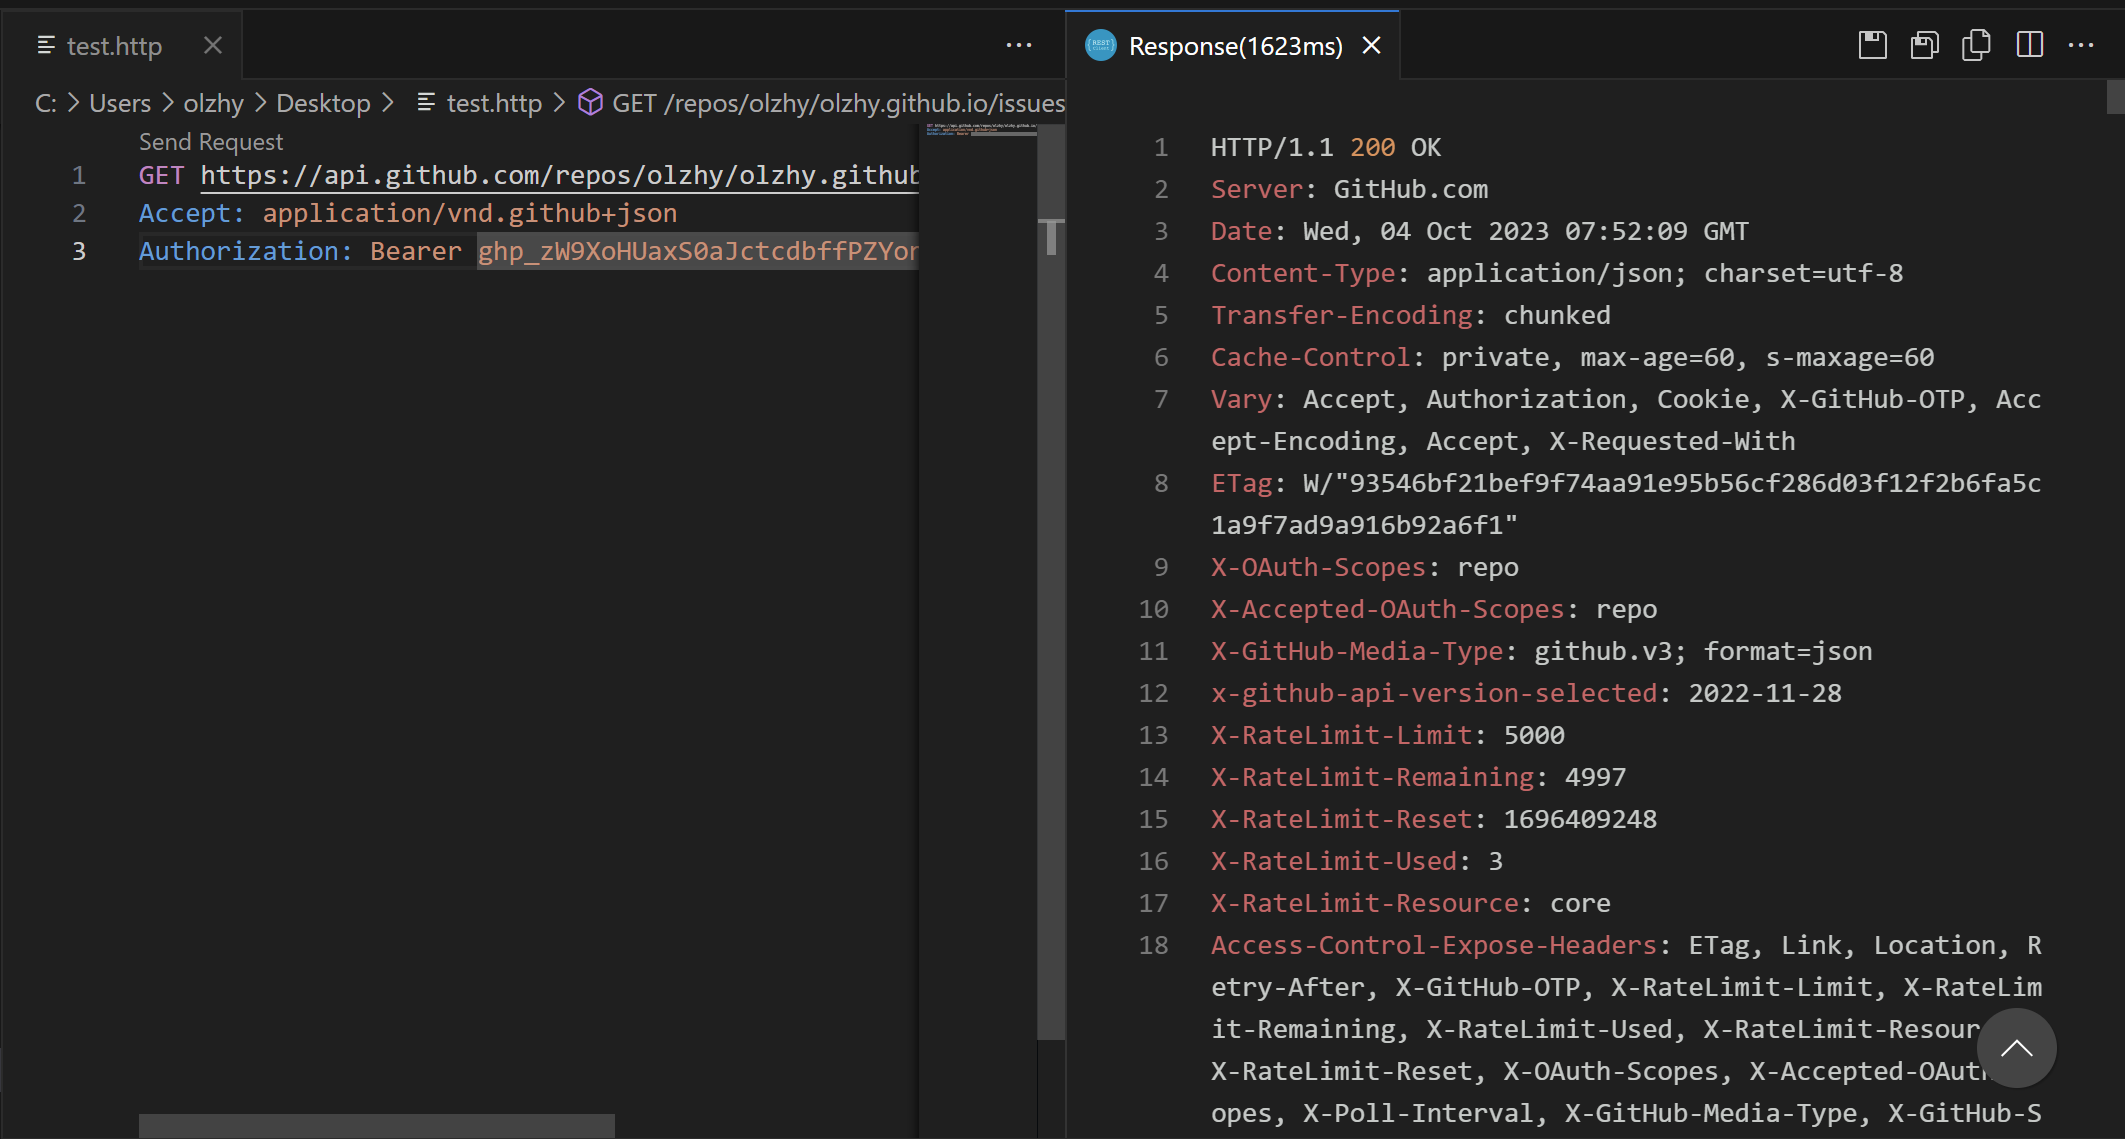 test.http
C: > Users > olzhy > Desktop > test.http > GET /repos/olzhy/olzhy.github.io/issues
Send Request
1 GET https://api.github.com/repos/olzhy/olzhy.github
2 Accept: application/vnd.github+json
3 Authorization: Bearer ghp_zW9XoHUaxS0aJctcdbffPZYor
Response(1623ms)
1 HTTP/1.1 200 OK
2 Server: GitHub.com
3 Date: Wed, 04 Oct 2023 07:52:09 GMT
4 Content-Type: application/json; charset=utf-8
5 Transfer-Encoding: chunked
6 Cache-Control: private, max-age=60, s-maxage=60
7 Vary: Accept, Authorization, Cookie, X-GitHub-OTP, Acc
ept-Encoding, Accept, X-Requested-With
8 ETag: W/"93546bf21bef9f74aa91e95b56cf286d03f12f2b6fa5c
1a9f7ad9a916b92a6f1"
9 X-OAuth-Scopes: repo
10 X-Accepted-OAuth-Scopes: repo
11 X-GitHub-Media-Type: github.v3; format=json
12 x-github-api-version-selected: 2022-11-28
13 X-RateLimit-Limit: 5000
14 X-RateLimit-Remaining: 4997
15 X-RateLimit-Reset: 1696409248
16 X-RateLimit-Used: 3
17 X-RateLimit-Resource: core
18 Access-Control-Expose-Headers: ETag, Link, Location, R
etry-After, X-GitHub-OTP, X-RateLimit-Limit, X-RateLim
it-Remaining, X-RateLimit-Used, X-RateLimit-Resour
X-RateLimit-Reset, X-OAuth-Scopes, X-Accepted-OAuth
opes, X-Poll-Interval, X-GitHub-Media-Type, X-GitHub-S